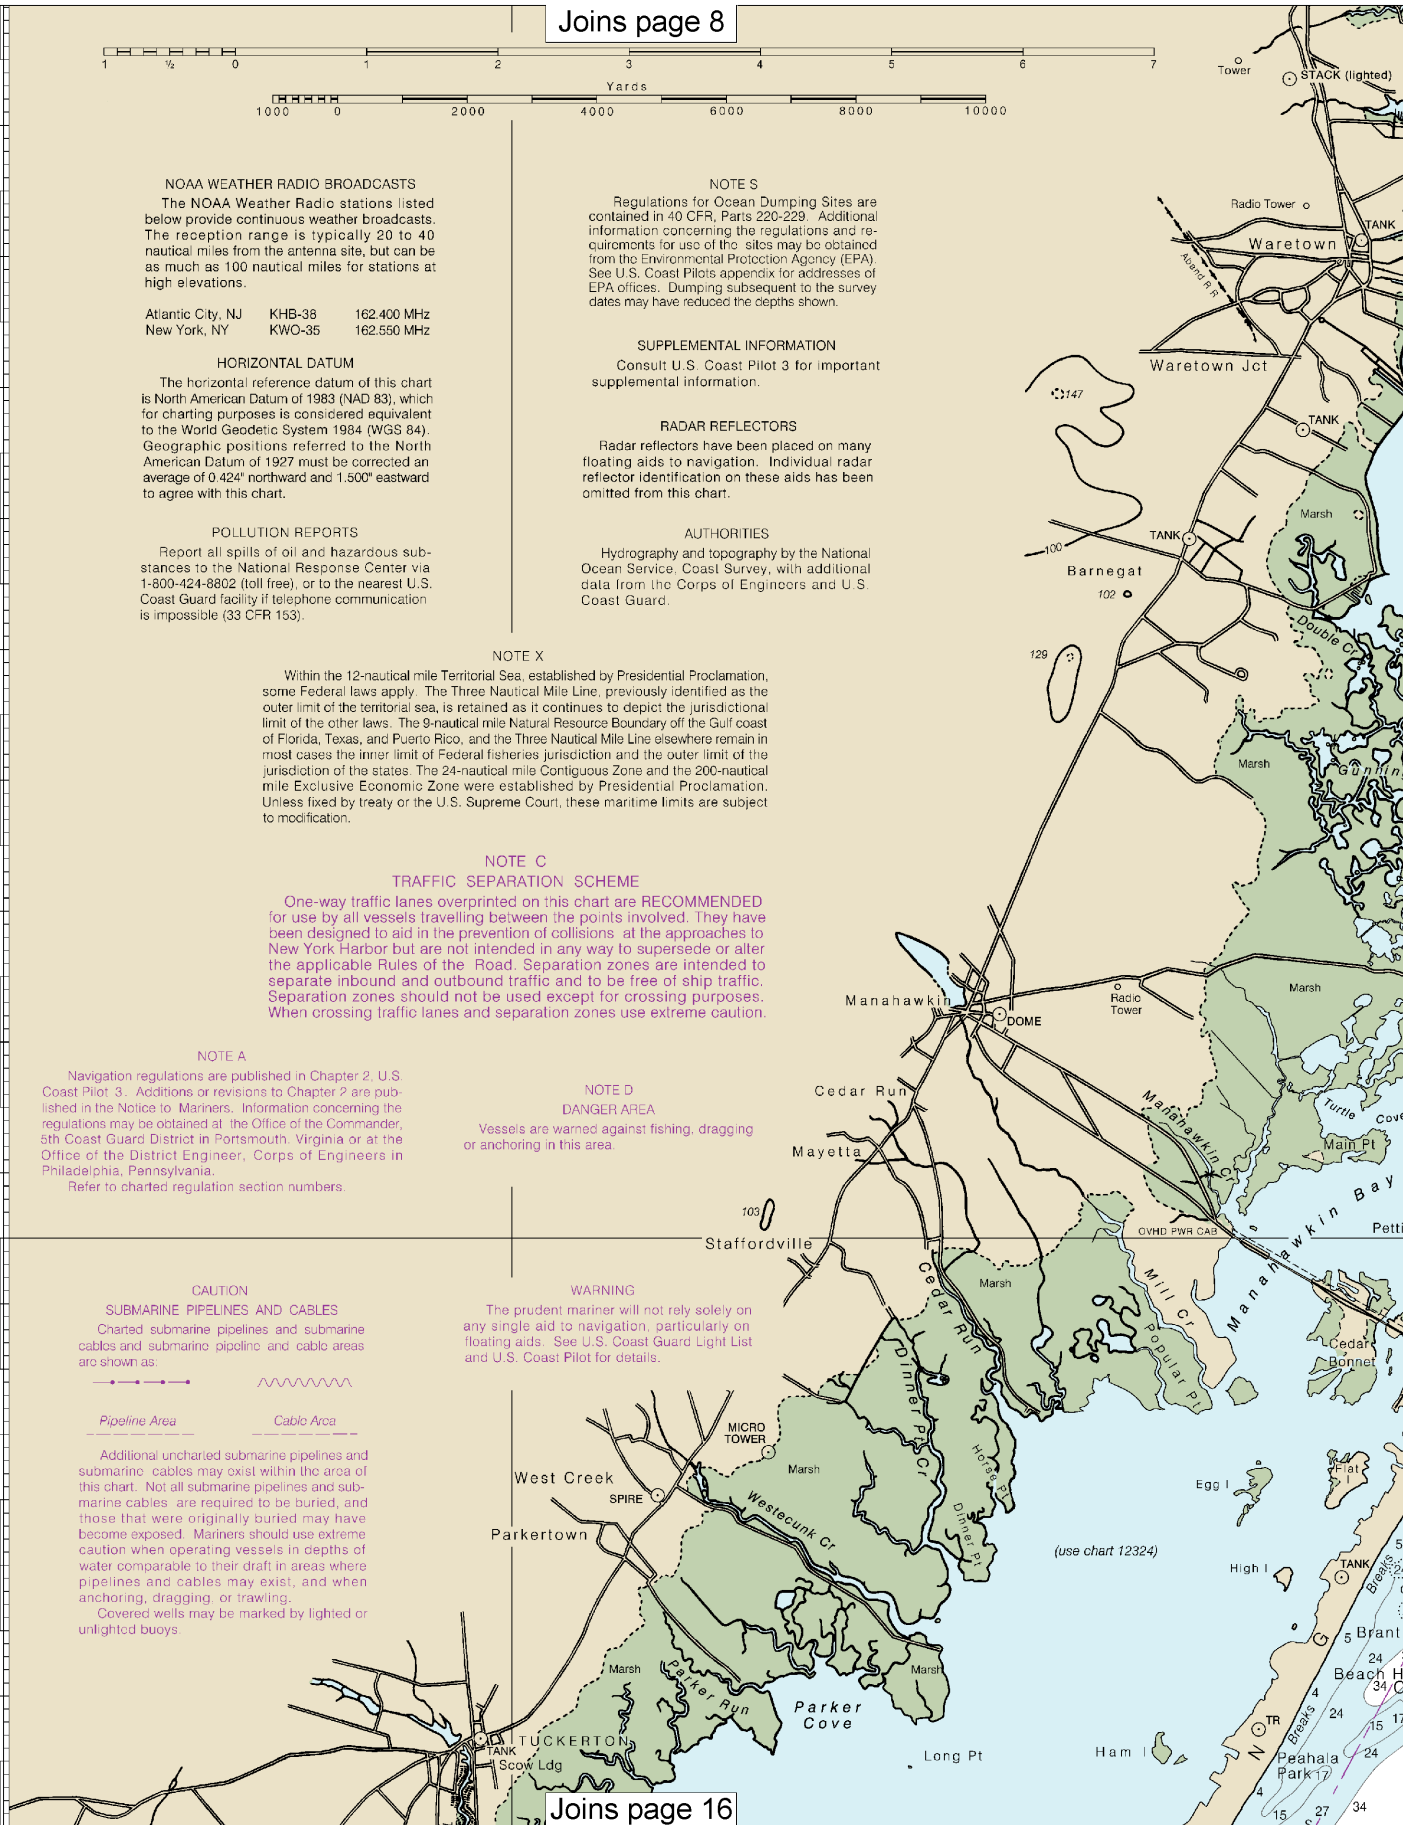 Joins page 8
1 ½ 0 1 2 3 4 5 6 7
Yards
1000 0 2000 4000 6000 8000 10000
NOAA WEATHER RADIO BROADCASTS
The NOAA Weather Radio stations listed
below provide continuous weather broadcasts.
The reception range is typically 20 to 40
nautical miles from the antenna site, but can be
as much as 100 nautical miles for stations at
high elevations.
Atlantic City, NJ KHB-38 162.400 MHz
New York, NY KWO-35 162.550 MHz
HORIZONTAL DATUM
The horizontal reference datum of this chart
is North American Datum of 1983 (NAD 83), which
for charting purposes is considered equivalent
to the World Geodetic System 1984 (WGS 84).
Geographic positions referred to the North
American Datum of 1927 must be corrected an
average of 0.424" northward and 1.500" eastward
to agree with this chart.
POLLUTION REPORTS
Report all spills of oil and hazardous sub-
stances to the National Response Center via
1-800-424-8802 (toll free), or to the nearest U.S.
Coast Guard facility if telephone communication
is impossible (33 CFR 153).
NOTE S
Regulations for Ocean Dumping Sites are
contained in 40 CFR, Parts 220-229. Additional
information concerning the regulations and re-
quirements for use of the sites may be obtained
from the Environmental Protection Agency (EPA).
See U.S. Coast Pilots appendix for addresses of
EPA offices. Dumping subsequent to the survey
dates may have reduced the depths shown.
SUPPLEMENTAL INFORMATION
Consult U.S. Coast Pilot 3 for important
supplemental information.
RADAR REFLECTORS
Radar reflectors have been placed on many
floating aids to navigation. Individual radar
reflector identification on these aids has been
omitted from this chart.
AUTHORITIES
Hydrography and topography by the National
Ocean Service, Coast Survey, with additional
data from the Corps of Engineers and U.S.
Coast Guard.
NOTE X
Within the 12-nautical mile Territorial Sea, established by Presidential Proclamation,
some Federal laws apply. The Three Nautical Mile Line, previously identified as the
outer limit of the territorial sea, is retained as it continues to depict the jurisdictional
limit of the other laws. The 9-nautical mile Natural Resource Boundary off the Gulf coast
of Florida, Texas, and Puerto Rico, and the Three Nautical Mile Line elsewhere remain in
most cases the inner limit of Federal fisheries jurisdiction and the outer limit of the
jurisdiction of the states. The 24-nautical mile Contiguous Zone and the 200-nautical
mile Exclusive Economic Zone were established by Presidential Proclamation.
Unless fixed by treaty or the U.S. Supreme Court, these maritime limits are subject
to modification.
NOTE C
TRAFFIC SEPARATION SCHEME
One-way traffic lanes overprinted on this chart are RECOMMENDED
for use by all vessels travelling between the points involved. They have
been designed to aid in the prevention of collisions at the approaches to
New York Harbor but are not intended in any way to supersede or alter
the applicable Rules of the Road. Separation zones are intended to
separate inbound and outbound traffic and to be free of ship traffic.
Separation zones should not be used except for crossing purposes.
When crossing traffic lanes and separation zones use extreme caution.
NOTE A
Navigation regulations are published in Chapter 2, U.S.
Coast Pilot 3. Additions or revisions to Chapter 2 are pub-
lished in the Notice to Mariners. Information concerning the
regulations may be obtained at the Office of the Commander,
5th Coast Guard District in Portsmouth. Virginia or at the
Office of the District Engineer, Corps of Engineers in
Philadelphia, Pennsylvania.
Refer to charted regulation section numbers.
NOTE D
DANGER AREA
Vessels are warned against fishing, dragging
or anchoring in this area.
CAUTION
SUBMARINE PIPELINES AND CABLES
Charted submarine pipelines and submarine
cables and submarine pipeline and cable areas
are shown as:
Pipeline Area
Cable Area
Additional uncharted submarine pipelines and
submarine cables may exist within the area of
this chart. Not all submarine pipelines and sub-
marine cables are required to be buried, and
those that were originally buried may have
become exposed. Mariners should use extreme
caution when operating vessels in depths of
water comparable to their draft in areas where
pipelines and cables may exist, and when
anchoring, dragging, or trawling.
Covered wells may be marked by lighted or
unlighted buoys.
WARNING
The prudent mariner will not rely solely on
any single aid to navigation, particularly on
floating aids. See U.S. Coast Guard Light List
and U.S. Coast Pilot for details.
Tower
STACK (lighted)
Radio Tower
TANK
Waretown
Aband R R
Waretown Jct
147
TANK
Marsh
TANK
100
Barnegat
102
Double Cr
129
Marsh
Gunnin
Marsh
Manahawkin
Radio
Tower
DOME
Cedar Run
Manahawkin Cr
Turtle Cove
Main Pt
Mayetta
103
Staffordville
OVHD PWR CAB
Manahawkin Bay
Petti
Cedar Run
Marsh
Mill Cr
Popular Pt
Cedar
Bonnet
Dinner Pt Cr
MICRO
TOWER
Marsh
Horse Pt
Dinner Pt
Flat
I
Egg I
West Creek
SPIRE
Westecunk Cr
Parkertown
(use chart 12324)
High I
TANK
Breaks
G
5 Brant
24
Beach H
34
Marsh
Parker Run
Marsh
Parker
Cove
4
24
15 17
TR
Breaks
N
TUCKERTON
TANK
Scow Ldg
Long Pt
Ham I
Peahala
Park 17
24
4
15
27
34
Joins page 16